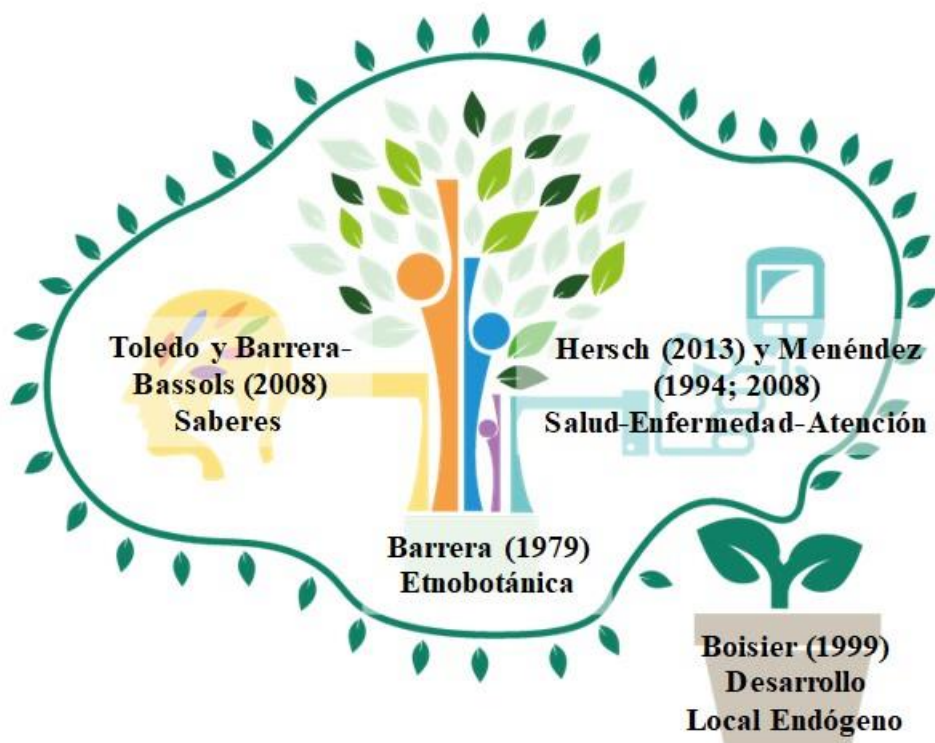 Toledo y Barrera-
Bassols (2008)
Saberes
Hersch (2013) y Menéndez
(1994; 2008)
Salud-Enfermedad-Atención
Barrera (1979)
Etnobotánica
Boisier (1999)
Desarrollo
Local Endógeno